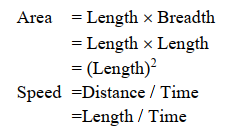 Area = Length × Breadth
= Length × Length
= (Length)²
Speed =Distance / Time
=Length / Time